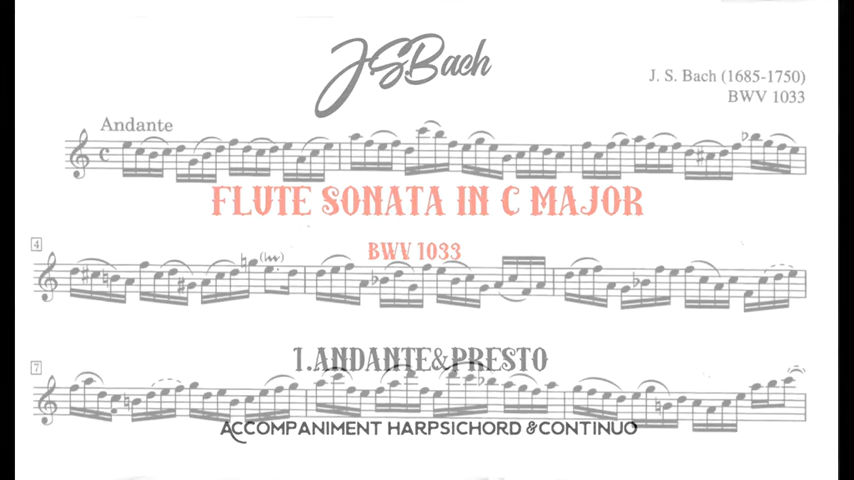 J.S.Bach
J. S. Bach (1685-1750)
BWV 1033
Andante
FLUTE SONATA IN C MAJOR
4
BWV 1033
7
1.ANDANTE&PRESTO
ACCOMPANIMENT HARPSICHORD &CONTINUO